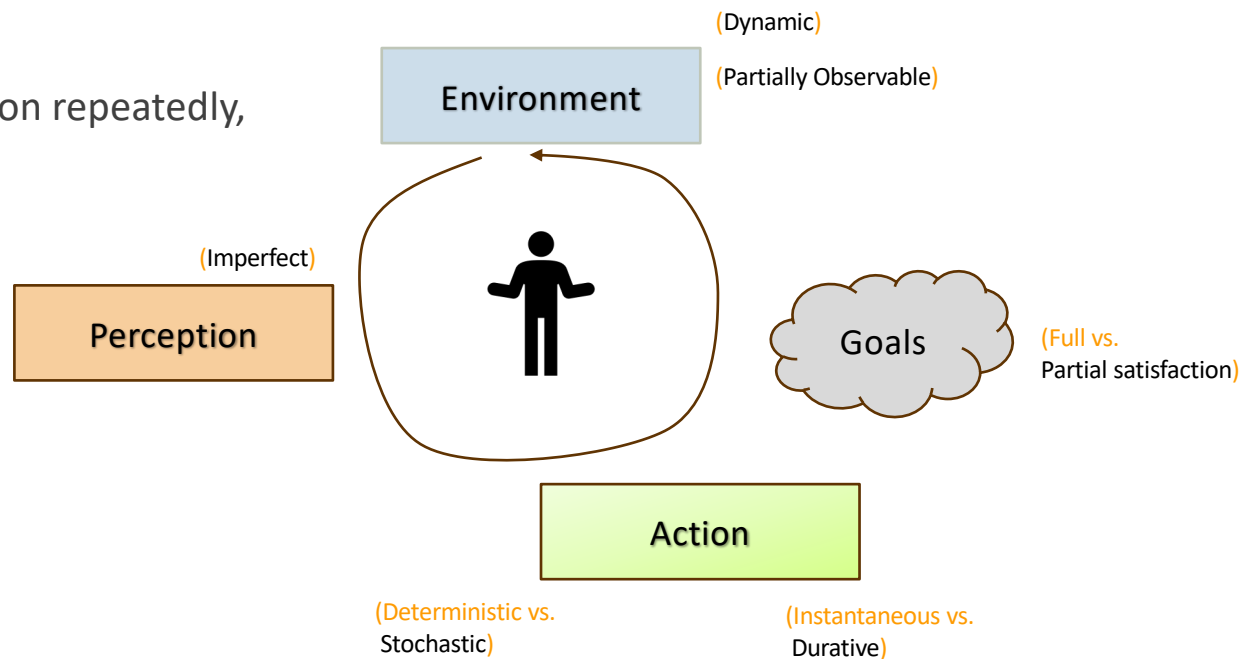 (Dynamic)
(Partially Observable)
Environment
on repeatedly,
(Imperfect)
Perception
Goals
(Full vs.
Partial satisfaction)
Action
(Deterministic vs.
Stochastic)
(Instantaneous vs.
Durative)